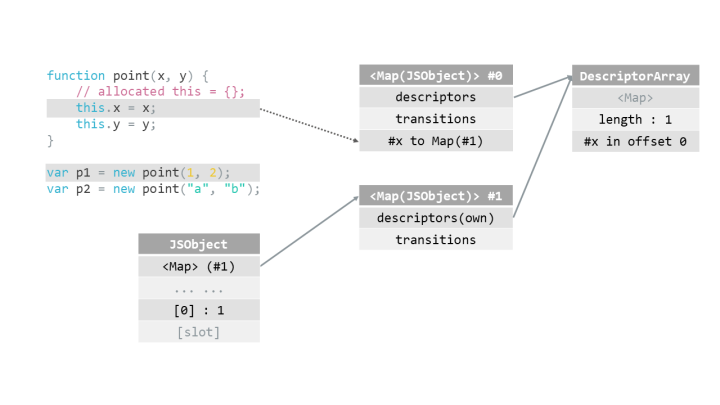 function point(x, y) {
// allocated this = {};
this.x = x;
this.y = y;
}
var p1 = new point(1, 2);
var p2 = new point("a", "b");
JSObject
<Map> (#1)
... ...
[0] : 1
[slot]
<Map(JSObject)> #0
descriptors
transitions
#x to Map(#1)
<Map(JSObject)> #1
descriptors(own)
transitions
DescriptorArray
<Map>
length : 1
#x in offset 0